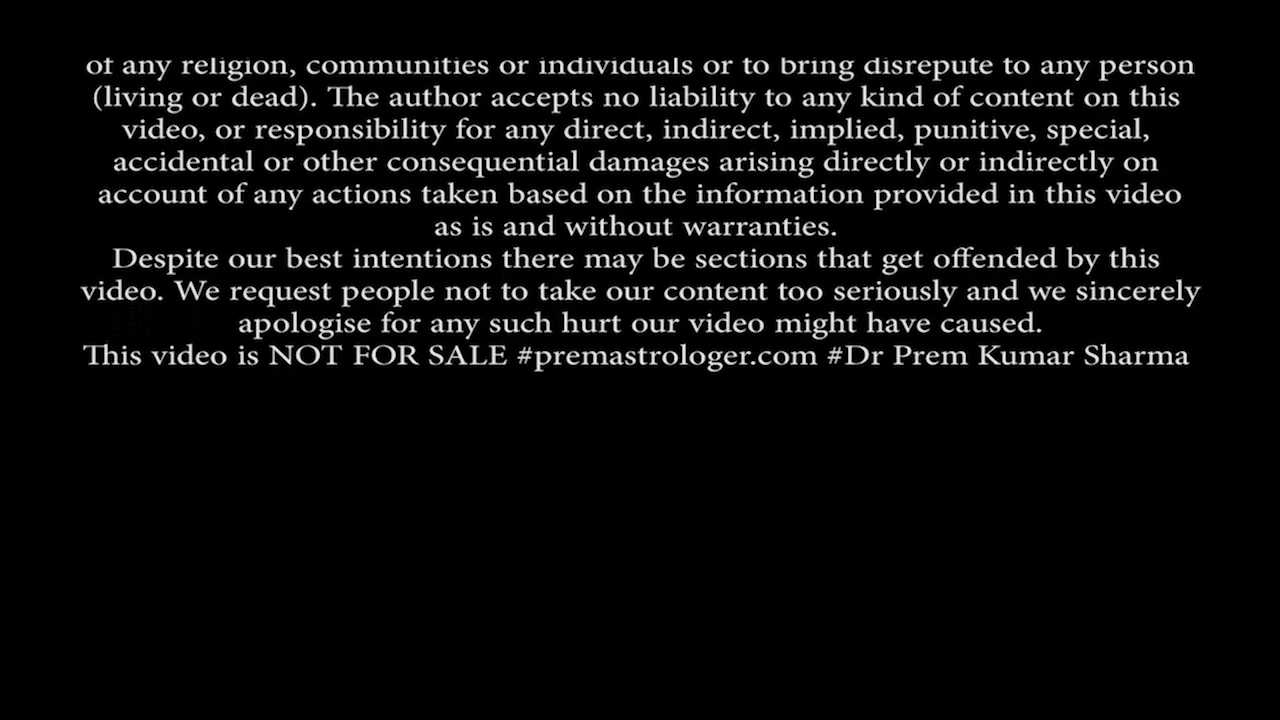 of any religion, communities or individuals or to bring disrepute to any person
(living or dead). The author accepts no liability to any kind of content on this
video, or responsibility for any direct, indirect, implied, punitive, special,
accidental or other consequential damages arising directly or indirectly on
account of any actions taken based on the information provided in this video
as is and without warranties.
Despite our best intentions there may be sections that get offended by this
video. We request people not to take our content too seriously and we sincerely
apologise for any such hurt our video might have caused.
This video is NOT FOR SALE #premastrologer.com #Dr Prem Kumar Sharma